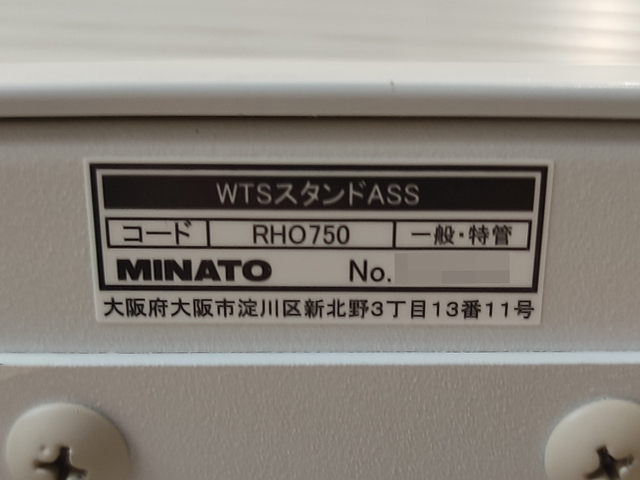 WTSスタンドASS
コード RHO750 一般・特管
MINATO No.
大阪府大阪市淀川区新北野3丁目13番11号